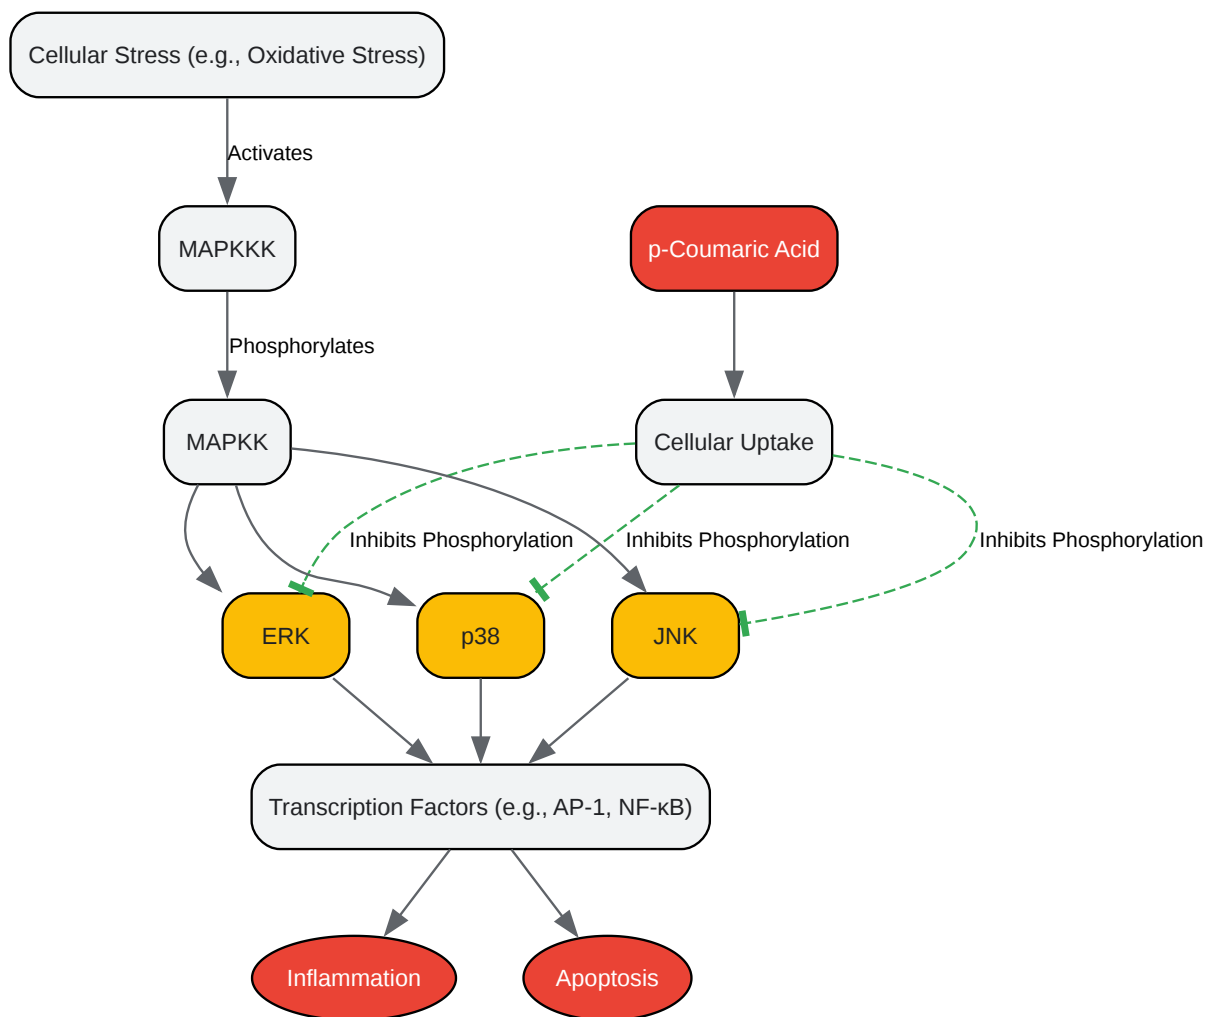 Cellular Stress (e.g., Oxidative Stress)
Activates
MAPKKK
p-Coumaric Acid
Phosphorylates
MAPKK
Cellular Uptake
Inhibits Phosphorylation
Inhibits Phosphorylation
Inhibits Phosphorylation
ERK
p38
JNK
Transcription Factors (e.g., AP-1, NF-κB)
Inflammation
Apoptosis